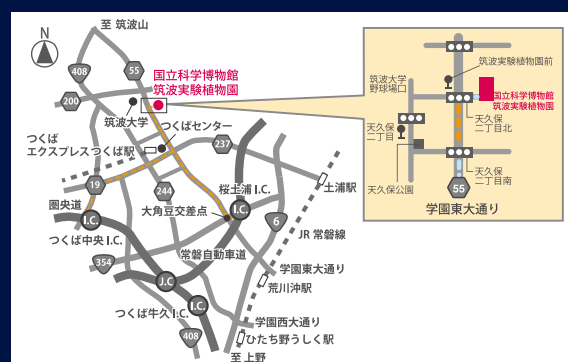 至 筑波山
N
408
55
国立科学博物館
筑波実験植物園
200
筑波大学
つくばセンター
つくば
エクスプレスつくば駅
237
19
244
桜土浦 I.C.
土浦駅
圏央道
I.C.
大角豆交差点
I.C.
6
つくば中央 I.C.
JR 常磐線
常磐自動車道
354
学園東大通り
J.C
荒川沖駅
I.C.
つくば牛久 I.C.
学園西大通り
408
ひたち野うしく駅
至 上野
筑波実験植物園前
筑波大学
野球場口
国立科学博物館
筑波実験植物園
天久保
二丁目
天久保
二丁目北
天久保公園
天久保
二丁目南
55
学園東大通り